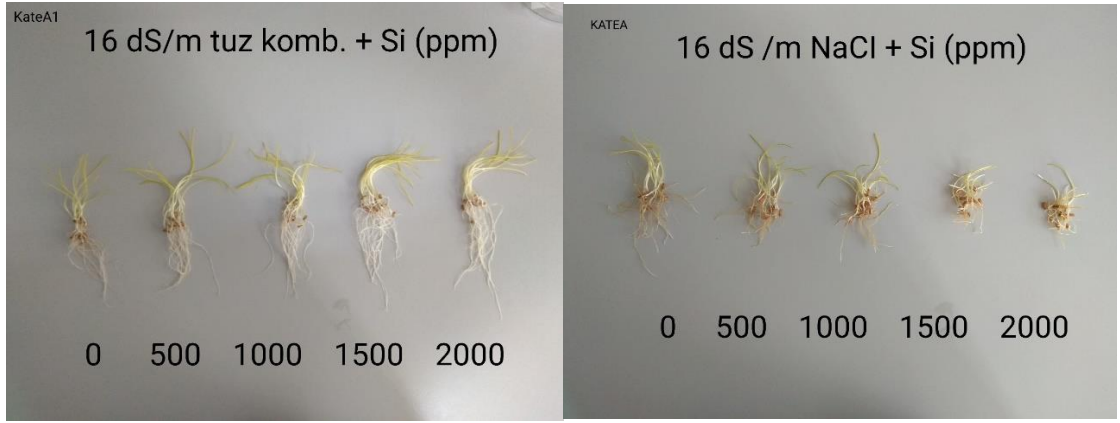 KateA1
16 dS/m tuz komb. + Si (ppm)
0 500 1000 1500 2000
KATEA
16 dS /m NaCl + Si (ppm)
0 500 1000 1500 2000